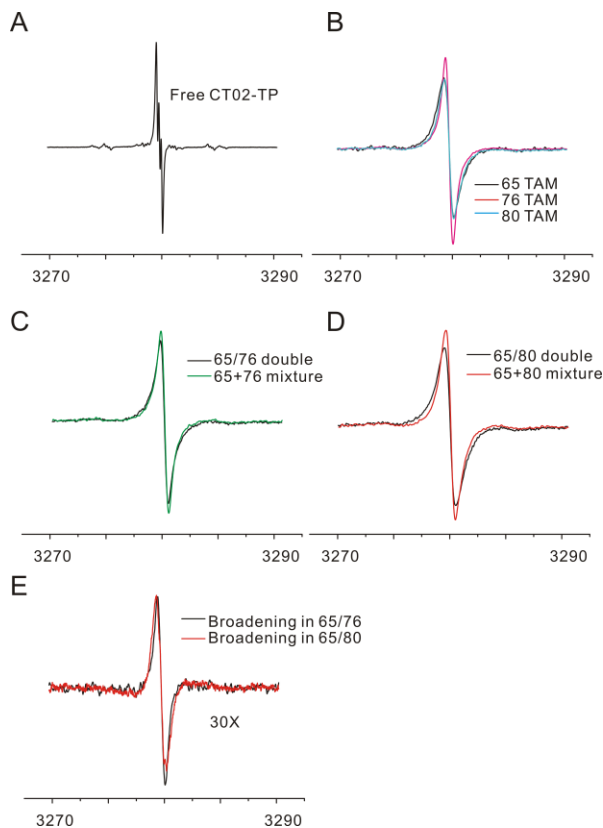 A
Free CT02-TP
3270
3290
B
65 TAM
76 TAM
80 TAM
3270
3290
C
65/76 double
65+76 mixture
3270
3290
D
65/80 double
65+80 mixture
3270
3290
E
Broadening in 65/76
Broadening in 65/80
30X
3270
3290